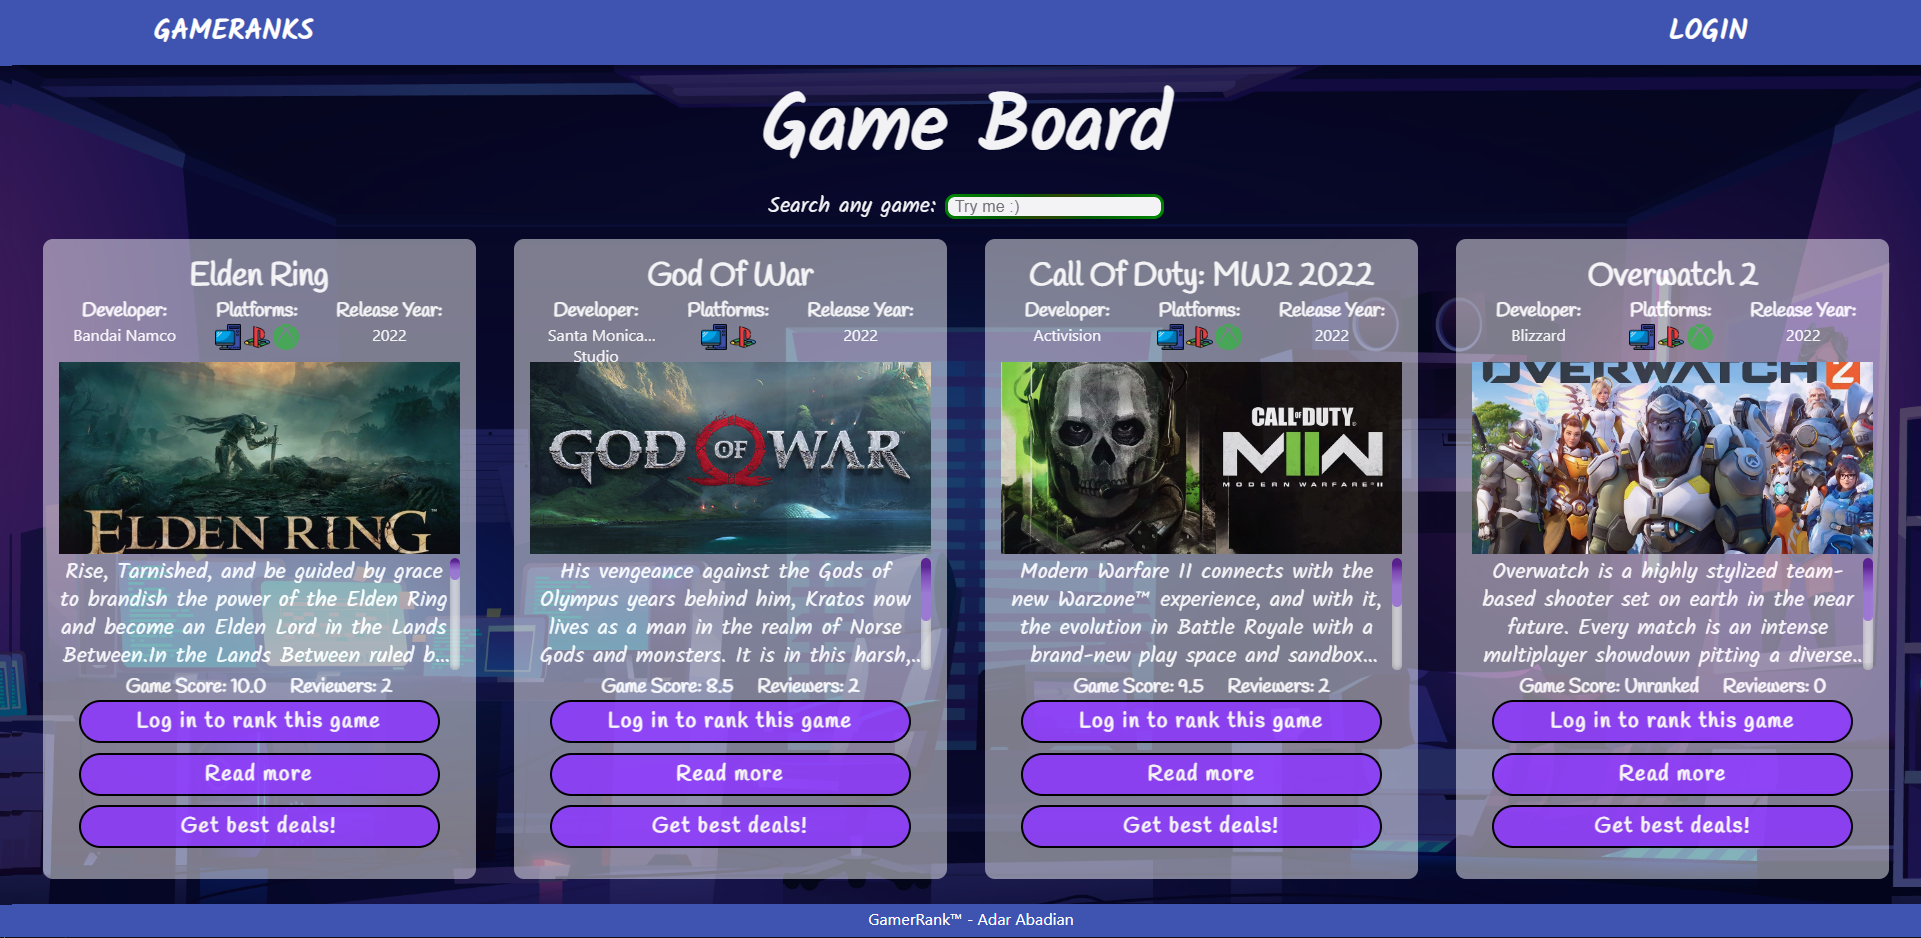 GAMERANKS
LOGIN
Game Board
Search any game: Try me :)
Elden Ring
Developer: Platforms: Release Year:
Bandai Namco 2022
ELDEN RING™
Rise, Tarnished, and be guided by grace
to brandish the power of the Elden Ring
and become an Elden Lord in the Lands
Between.In the Lands Between ruled b...
Game Score: 10.0 Reviewers: 2
Log in to rank this game
Read more
Get best deals!
God Of War
Developer: Platforms: Release Year:
Santa Monica... 2022
Studio
GOD OF WAR™
His vengeance against the Gods of
Olympus years behind him, Kratos now
lives as a man in the realm of Norse
Gods and monsters. It is in this harsh,..
Game Score: 8.5 Reviewers: 2
Log in to rank this game
Read more
Get best deals!
Call Of Duty: MW2 2022
Developer: Platforms: Release Year:
Activision 2022
CALL OF DUTY.
MWII
MODERN WARFARE II
Modern Warfare II connects with the
new Warzone™ experience, and with it,
the evolution in Battle Royale with a
brand-new play space and sandbox...
Game Score: 9.5 Reviewers: 2
Log in to rank this game
Read more
Get best deals!
Overwatch 2
Developer: Platforms: Release Year:
Blizzard 2022
OVERWATCH 2
Overwatch is a highly stylized team-
based shooter set on earth in the near
future. Every match is an intense
multiplayer showdown pitting a diverse..
Game Score: Unranked Reviewers: 0
Log in to rank this game
Read more
Get best deals!
GamerRank™ - Adar Abadian